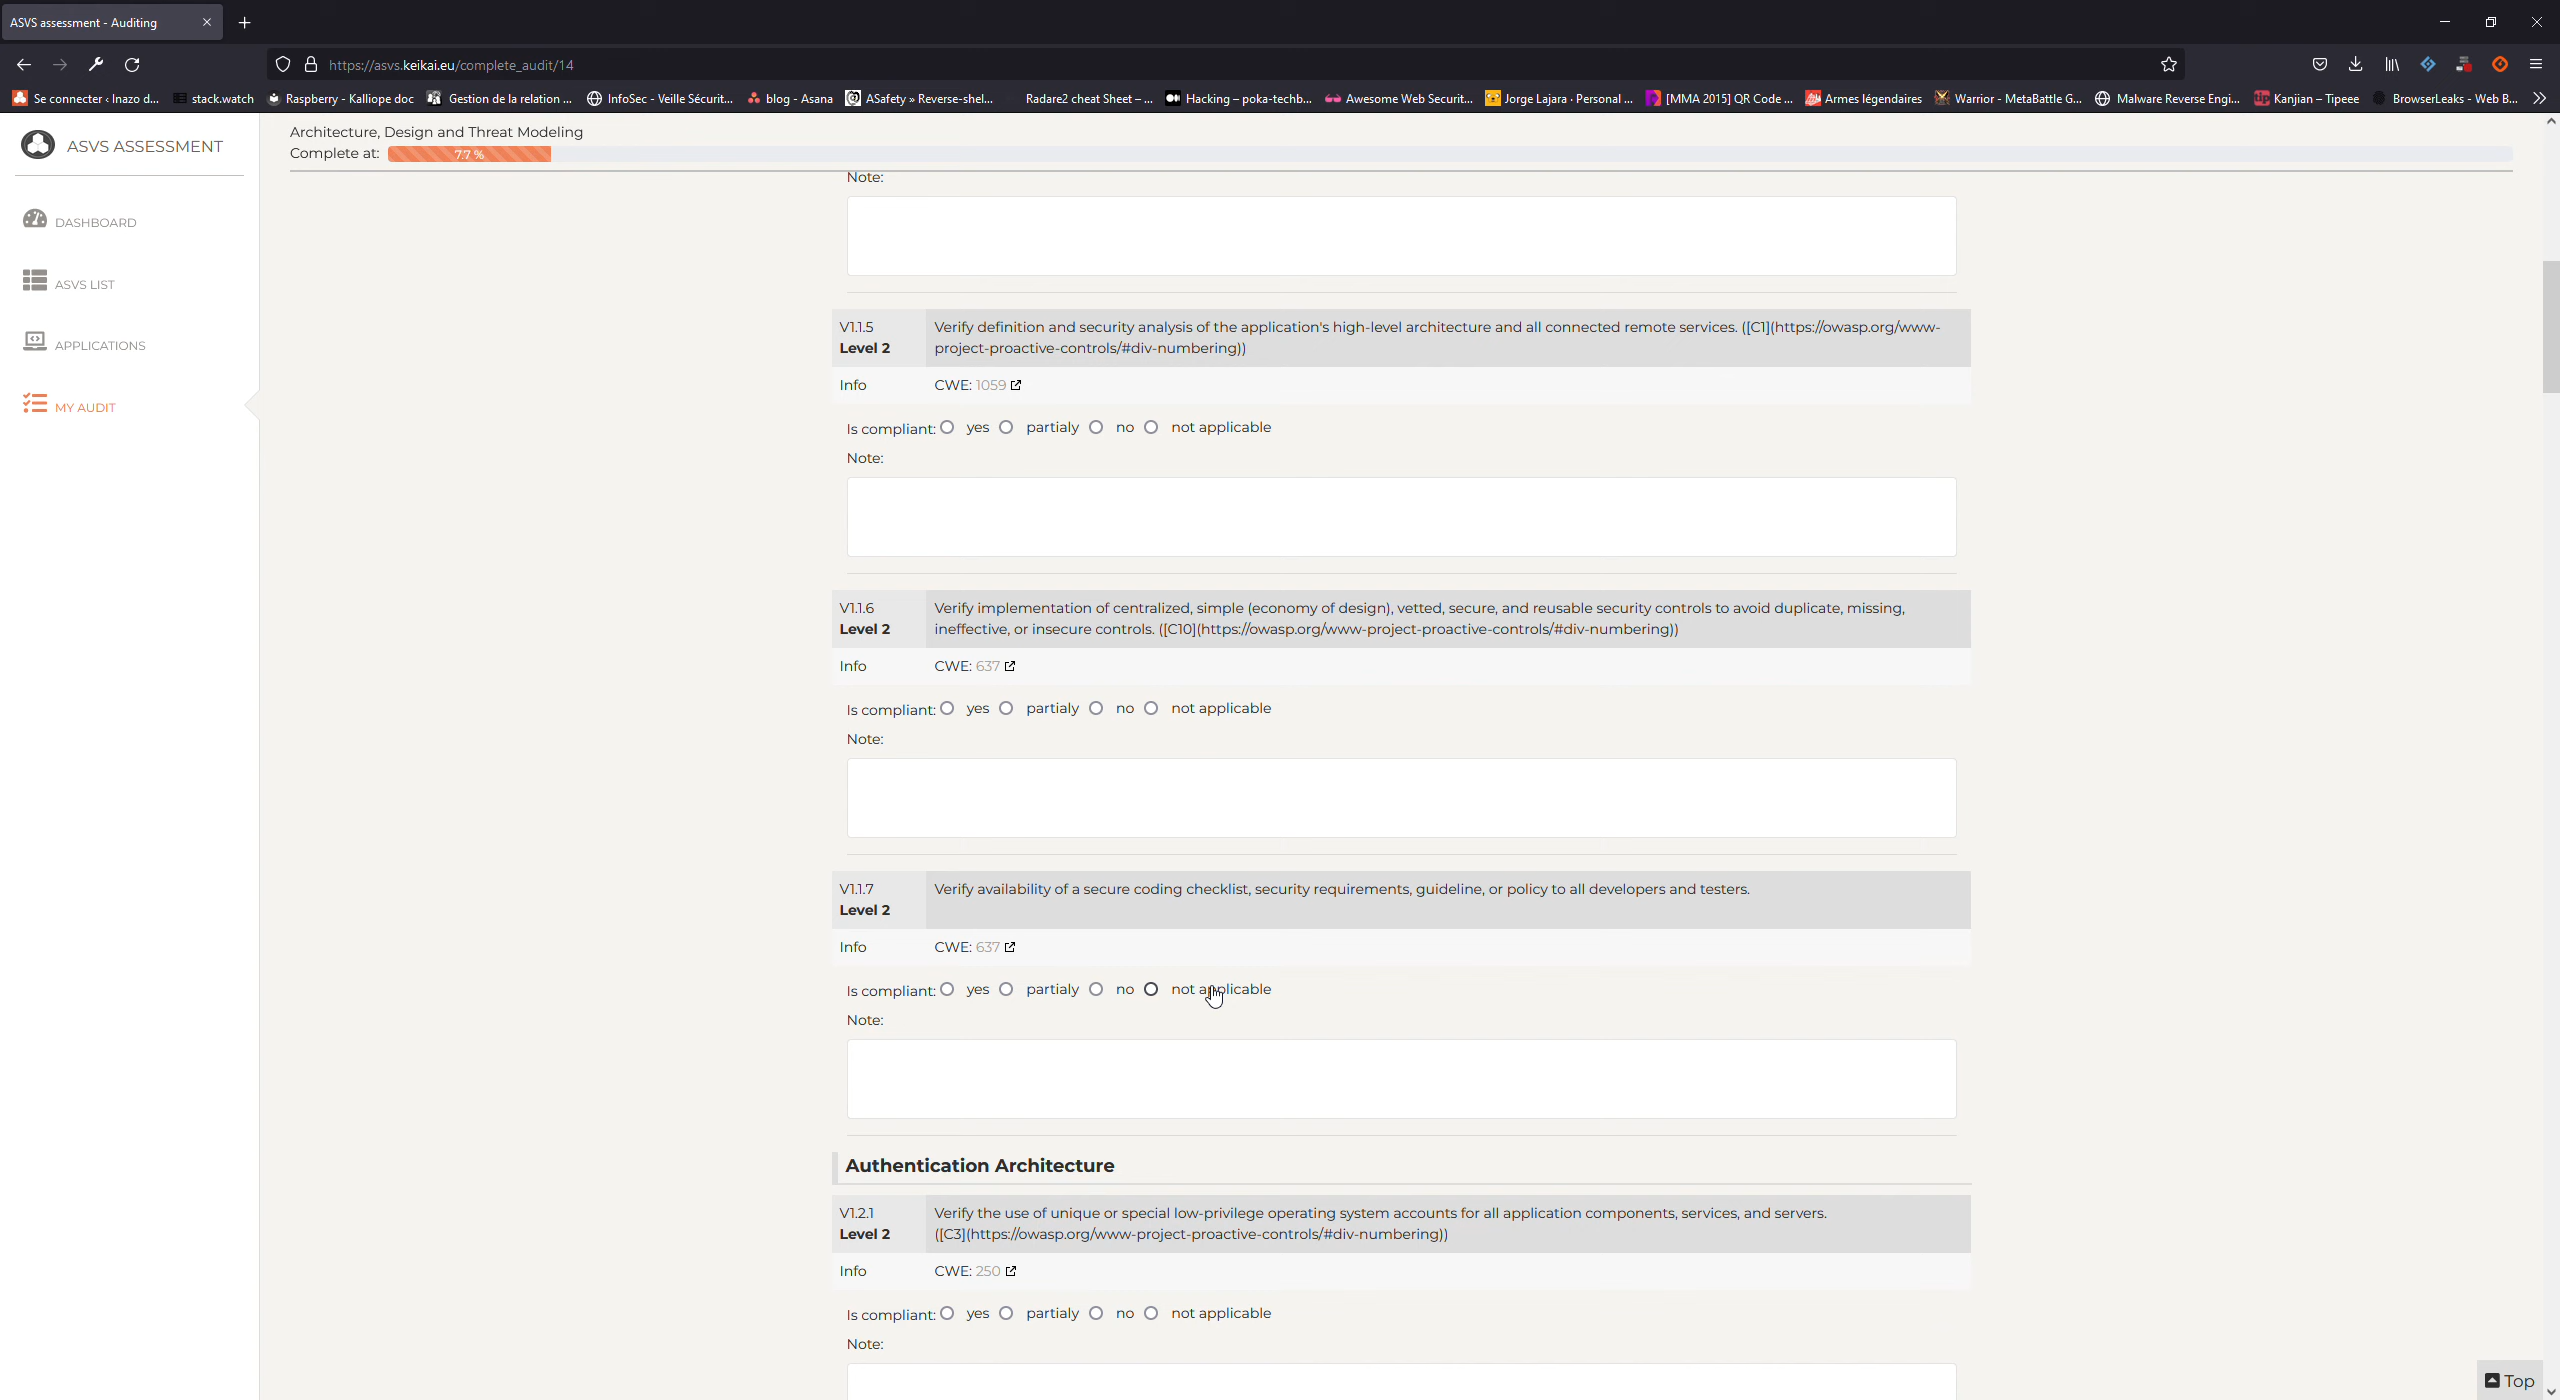 ASVS assessment - Auditing
https://asvs.keikai.eu/complete_audit/14
Se connecter ‹ Inazo d...
stack.watch
Raspberry - Kalliope doc
Gestion de la relation ...
InfoSec - Veille Sécurit...
blog - Asana
ASafety » Reverse-shel...
Radare2 cheat Sheet – ...
Hacking – poka-techb...
Awesome Web Securit...
Jorge Lajara · Personal ...
[MMA 2015] QR Code ...
Armes légendaires
Warrior - MetaBattle G...
Malware Reverse Engi...
Kanjian – Tipeee
BrowserLeaks - Web B...
ASVS ASSESSMENT
DASHBOARD
ASVS LIST
APPLICATIONS
MY AUDIT
Architecture, Design and Threat Modeling
Complete at: 7.7 %
Note:
V1.1.5
Level 2
Verify definition and security analysis of the application's high-level architecture and all connected remote services. ([C1](https://owasp.org/www-
project-proactive-controls/#div-numbering))
Info CWE: 1059
Is compliant: yes partialy no not applicable
Note:
V1.1.6
Level 2
Verify implementation of centralized, simple (economy of design), vetted, secure, and reusable security controls to avoid duplicate, missing,
ineffective, or insecure controls. ([C10](https://owasp.org/www-project-proactive-controls/#div-numbering))
Info CWE: 637
Is compliant: yes partialy no not applicable
Note:
V1.1.7
Level 2
Verify availability of a secure coding checklist, security requirements, guideline, or policy to all developers and testers.
Info CWE: 637
Is compliant: yes partialy no not applicable
Note:
Authentication Architecture
V1.2.1
Level 2
Verify the use of unique or special low-privilege operating system accounts for all application components, services, and servers.
([C3](https://owasp.org/www-project-proactive-controls/#div-numbering))
Info CWE: 250
Is compliant: yes partialy no not applicable
Note:
Top